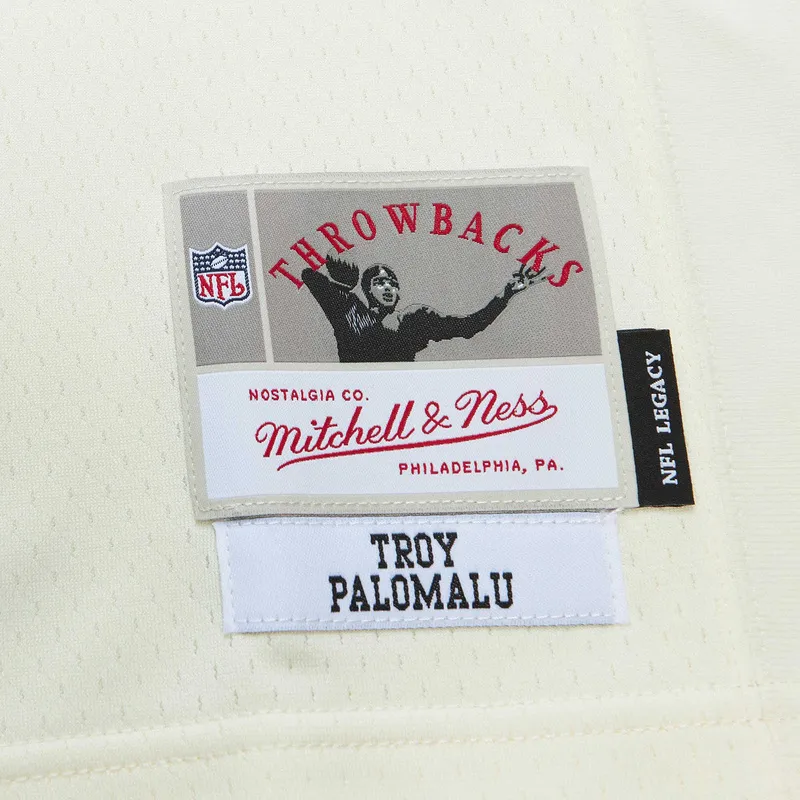 THROWBACKS
NFL
NOSTALGIA CO.
Mitchell & Ness
PHILADELPHIA, PA.
NFL LEGACY
TROY
PALOMALU